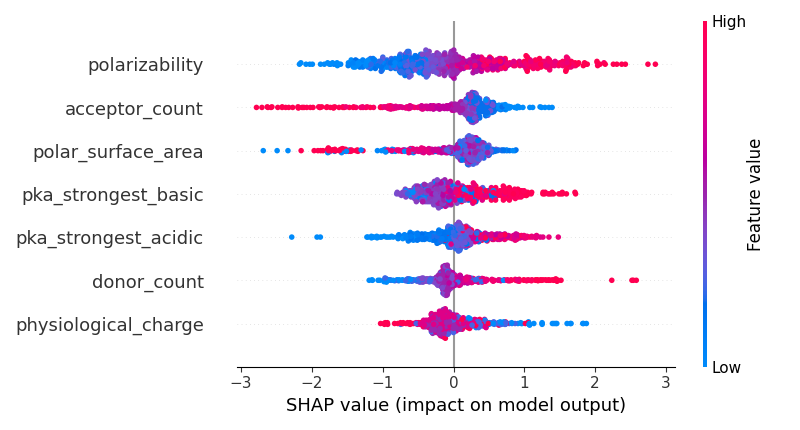 High
polarizability
acceptor_count
polar_surface_area
pka_strongest_basic
pka_strongest_acidic
donor_count
physiological_charge
Feature value
Low
−3 −2 −1 0 1 2 3
SHAP value (impact on model output)